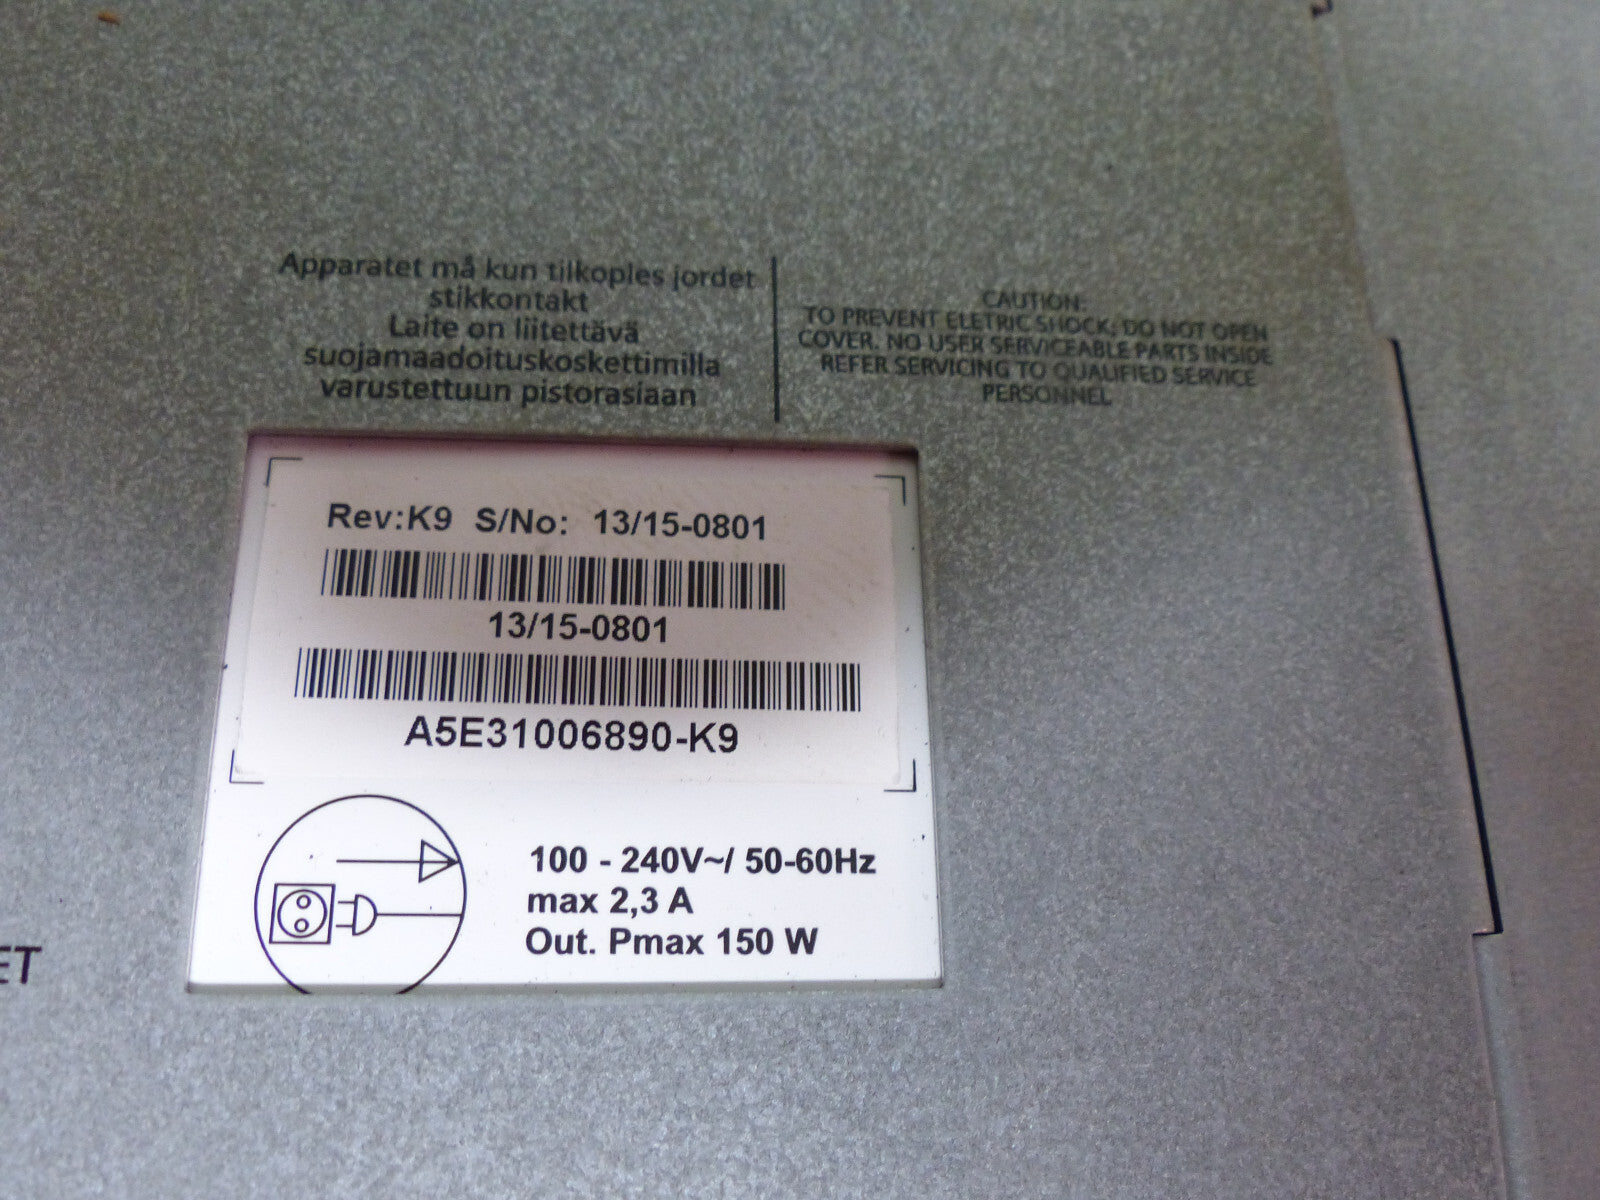 Apparatet må kun tilkoples jordet
stikkontakt
Laite on liitettävä
suojamaadoituskoskettimilla
varustettuun pistorasiaan
CAUTION:
TO PREVENT ELETRIC SHOCK; DO NOT OPEN
COVER. NO USER SERVICEABLE PARTS INSIDE
REFER SERVICING TO QUALIFIED SERVICE
PERSONNEL
Rev:K9 S/No: 13/15-0801
13/15-0801
A5E31006890-K9
100 - 240V~/ 50-60Hz
max 2,3 A
Out. Pmax 150 W
ET